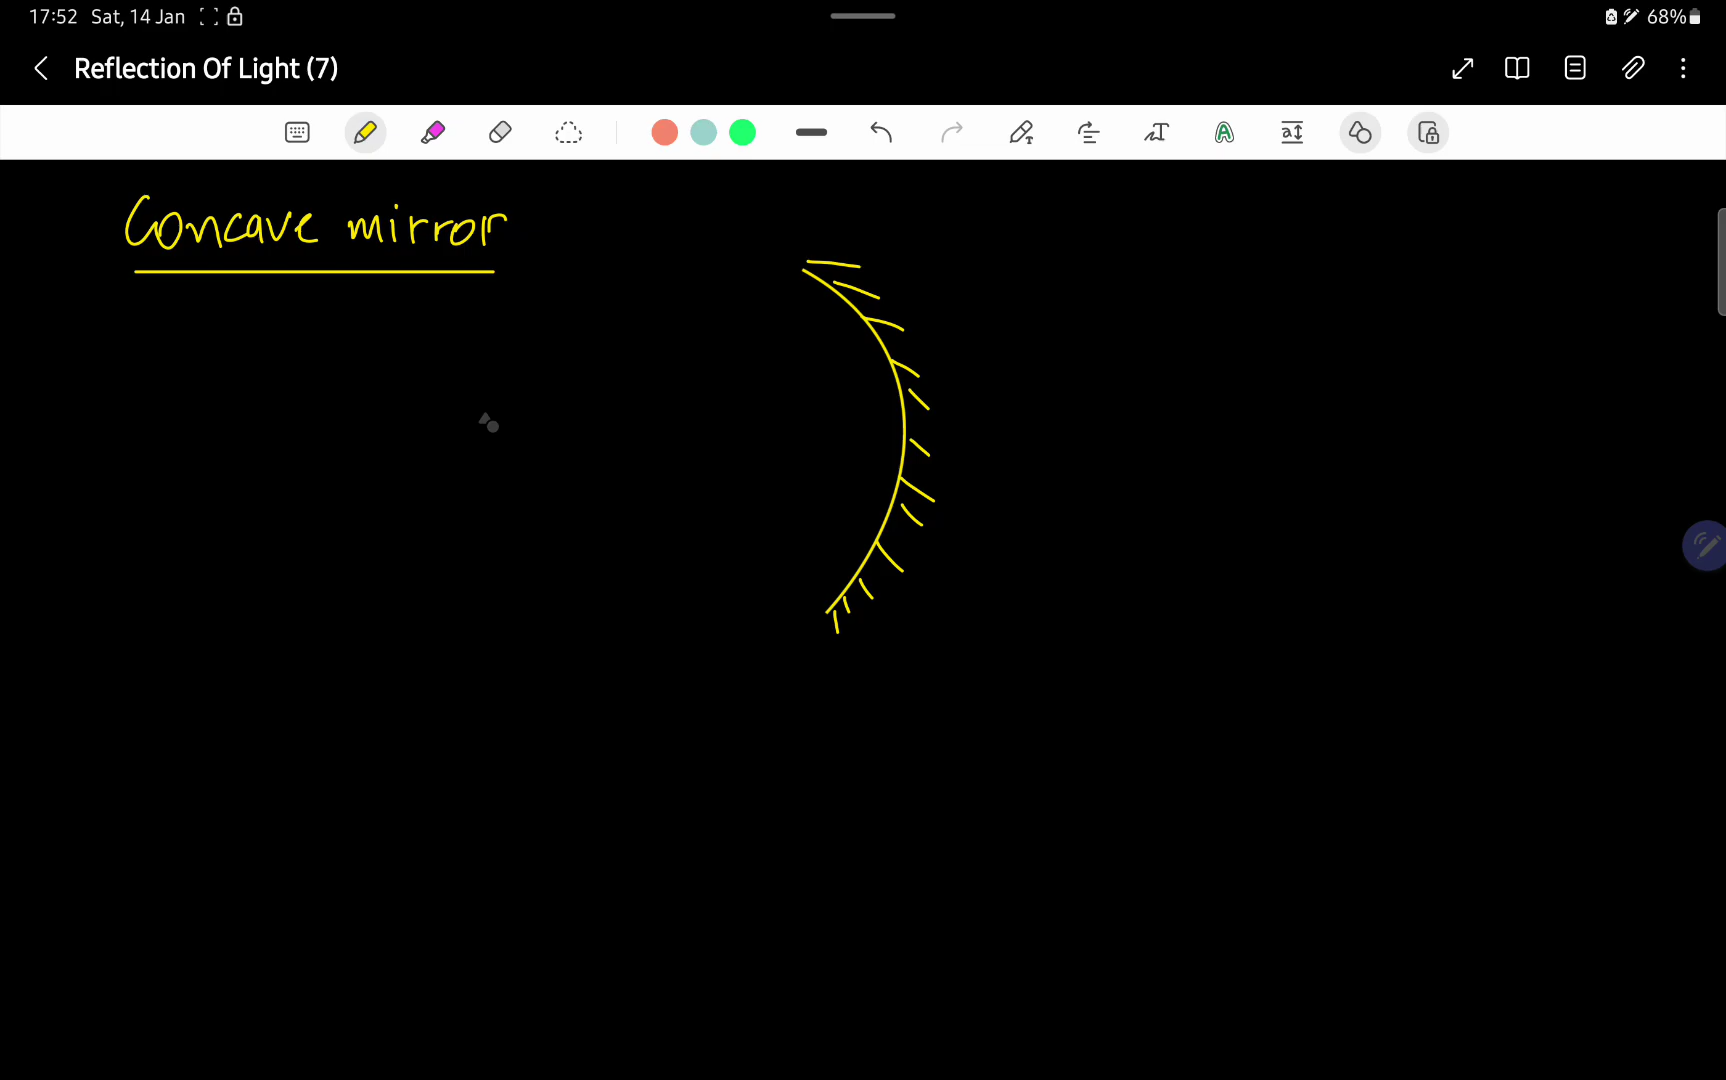 17:52 Sat, 14 Jan 68%
Reflection Of Light (7)
Concave mirror